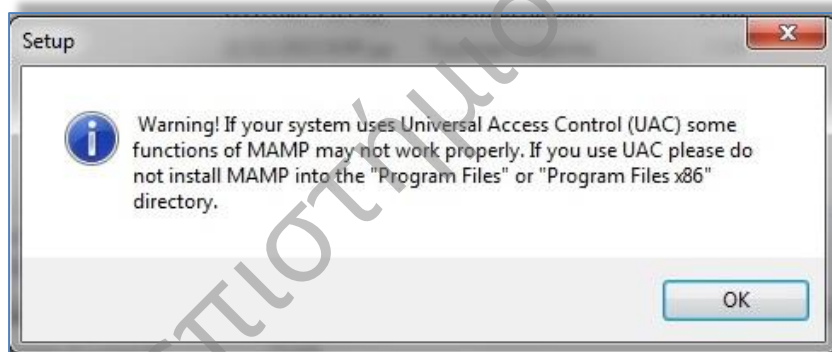 Setup
Warning! If your system uses Universal Access Control (UAC) some
functions of MAMP may not work properly. If you use UAC please do
not install MAMP into the "Program Files" or "Program Files x86"
directory.
OK